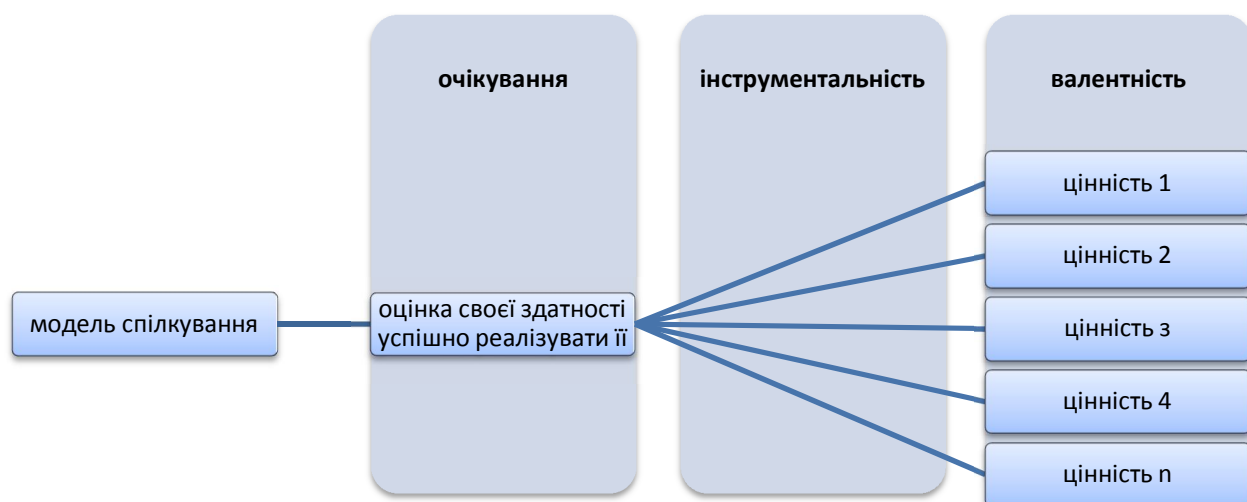 очікування
інструментальність
валентність
модель спілкування
оцінка своєї здатності
успішно реалізувати її
цінність 1
цінність 2
цінність з
цінність 4
цінність n